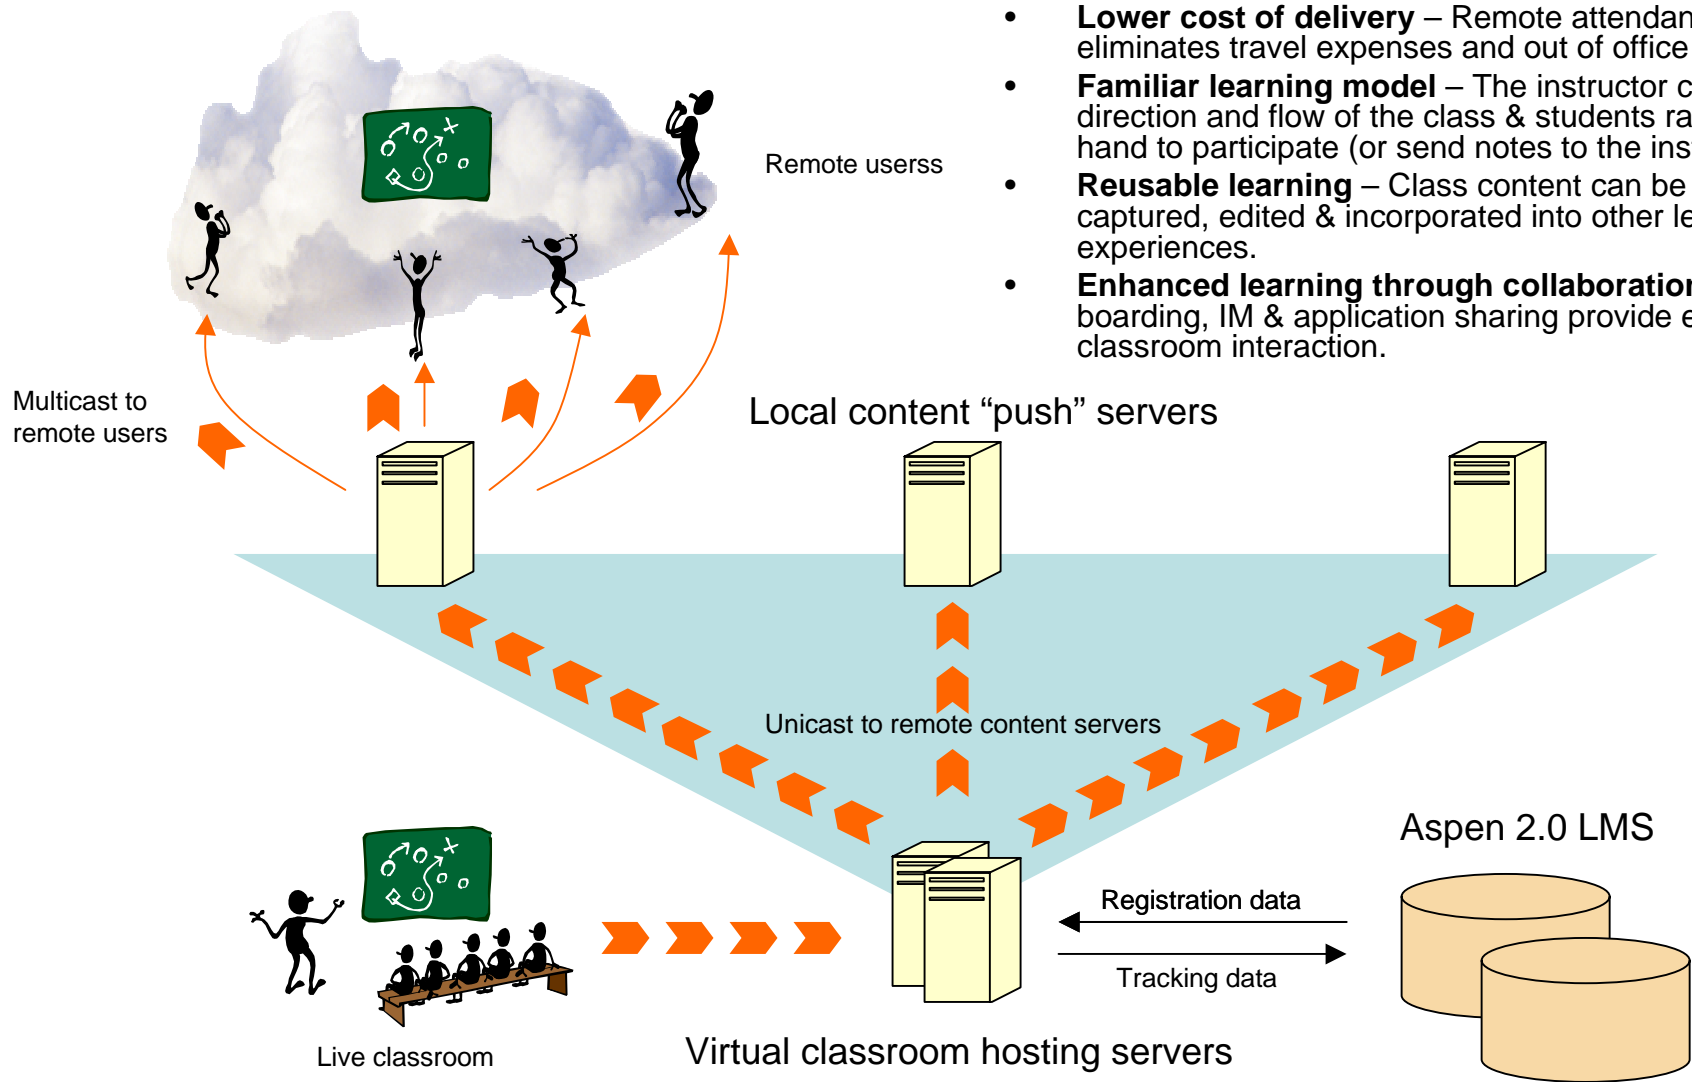 • Lower cost of delivery – Remote attendan
eliminates travel expenses and out of office
• Familiar learning model – The instructor c
direction and flow of the class & students ra
hand to participate (or send notes to the ins
• Reusable learning – Class content can be
captured, edited & incorporated into other le
experiences.
• Enhanced learning through collaboration
boarding, IM & application sharing provide e
classroom interaction.
Remote userss
Multicast to
remote users
Local content “push” servers
Unicast to remote content servers
Aspen 2.0 LMS
Registration data
Tracking data
Live classroom
Virtual classroom hosting servers